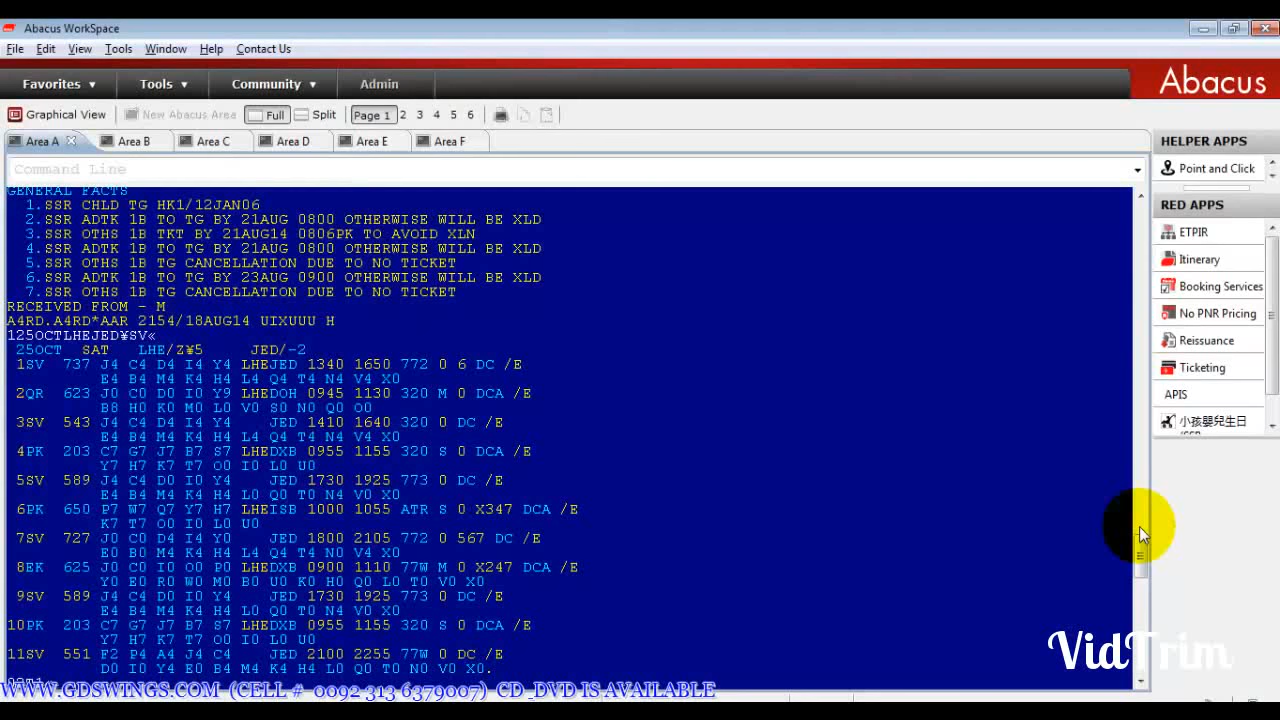 Abacus WorkSpace
File Edit View Tools Window Help Contact Us
Favorites Tools Community Admin
Abacus
Graphical View New Abacus Area Full Split Page 1 2 3 4 5 6
Area A Area B Area C Area D Area E Area F
HELPER APPS
Command Line
Point and Click
RED APPS
ETPIR
Itinerary
Booking Services
No PNR Pricing
Reissuance
Ticketing
APIS
小孩嬰兒生日
GENERAL FACTS
1.SSR CHLD TG HK1/12JAN06
2.SSR ADTK 1B TO TG BY 21AUG 0800 OTHERWISE WILL BE XLD
3.SSR OTHS 1B TKT BY 21AUG14 0806PK TO AVOID XLN
4.SSR ADTK 1B TO TG BY 21AUG 0800 OTHERWISE WILL BE XLD
5.SSR OTHS 1B TG CANCELLATION DUE TO NO TICKET
6.SSR ADTK 1B TO TG BY 23AUG 0900 OTHERWISE WILL BE XLD
7.SSR OTHS 1B TG CANCELLATION DUE TO NO TICKET
RECEIVED FROM - M
A4RD.A4RD*AAR 2154/18AUG14 UIXUUU H
125OCTLHEJED¥SV«
25OCT SAT LHE/Z¥5 JED/-2
1SV 737 J4 C4 D4 I4 Y4 LHEJED 1340 1650 772 0 6 DC /E
E4 B4 M4 K4 H4 L4 Q4 T4 N4 V4 X0
2QR 623 J0 C0 D0 I0 Y9 LHEDOH 0945 1130 320 M 0 DCA /E
B8 H0 K0 M0 L0 V0 S0 N0 Q0 O0
3SV 543 J4 C4 D4 I4 Y4 JED 1410 1640 320 0 DC /E
E4 B4 M4 K4 H4 L4 Q4 T4 N4 V4 X0
4PK 203 C7 G7 J7 B7 S7 LHEDXB 0955 1155 320 S 0 DCA /E
Y7 H7 K7 T7 O0 I0 L0 U0
5SV 589 J4 C4 D0 I0 Y4 JED 1730 1925 773 0 DC /E
E4 B4 M4 K4 H4 L0 Q0 T0 N4 V0 X0
6PK 650 P7 W7 Q7 Y7 H7 LHEISB 1000 1055 ATR S 0 X347 DCA /E
K7 T7 O0 I0 L0 U0
7SV 727 J0 C0 D0 I4 Y0 JED 1800 2105 772 0 567 DC /E
E0 B0 M4 K4 H4 L4 Q4 T4 N0 V4 X0
8EK 625 J0 C0 I0 O0 P0 LHEDXB 0900 1110 77W M 0 X247 DCA /E
Y0 E0 R0 W0 M0 B0 U0 K0 H0 Q0 L0 T0 V0 X0
9SV 589 J4 C4 D0 I0 Y4 JED 1730 1925 773 0 DC /E
E4 B4 M4 K4 H4 L0 Q0 T0 N4 V0 X0
10PK 203 C7 G7 J7 B7 S7 LHEDXB 0955 1155 320 S 0 DCA /E
Y7 H7 K7 T7 O0 I0 L0 U0
11SV 551 F2 P4 A4 J4 C4 JED 2100 2255 77W 0 DC /E
D0 I0 Y4 E0 B4 M4 K4 H4 L0 Q0 T0 N0 V0 X0.
VidTrim
WWW.GDSWINGS.COM (CELL # 0092 313 6379007) CD_DVD IS AVAILABLE